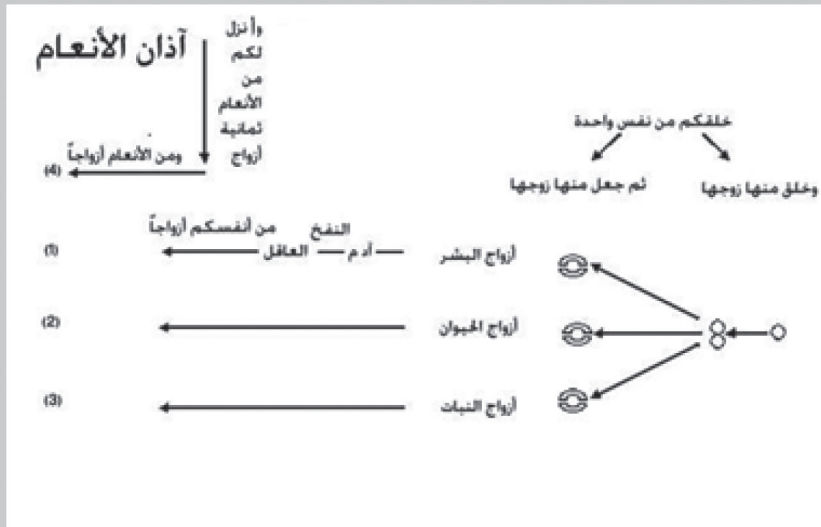 آذان الأنعام
وأنزل
لكم
من
الأنعام
ثمانية
أزواج
ومن الأنعام أزواجاً
(4)
خلقكم من نفس واحدة
وخلق منها زوجها
ثم جعل منها زوجها
النفخ
من أنفسكم أزواجاً
أزواج البشر
آدم
العاقل
(1)
أزواج الحيوان
(2)
أزواج النبات
(3)